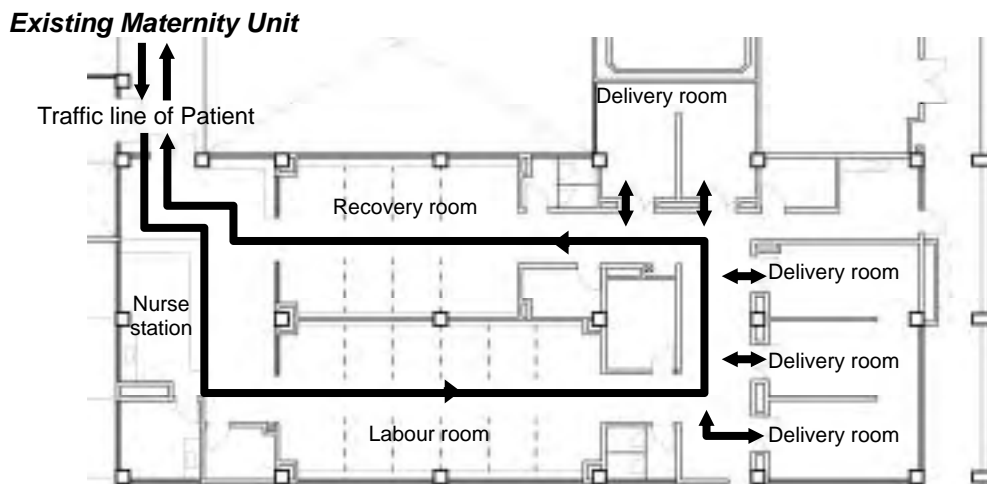 Existing Maternity Unit
Traffic line of Patient
Delivery room
Recovery room
Delivery room
Nurse
station
Delivery room
Labour room
Delivery room